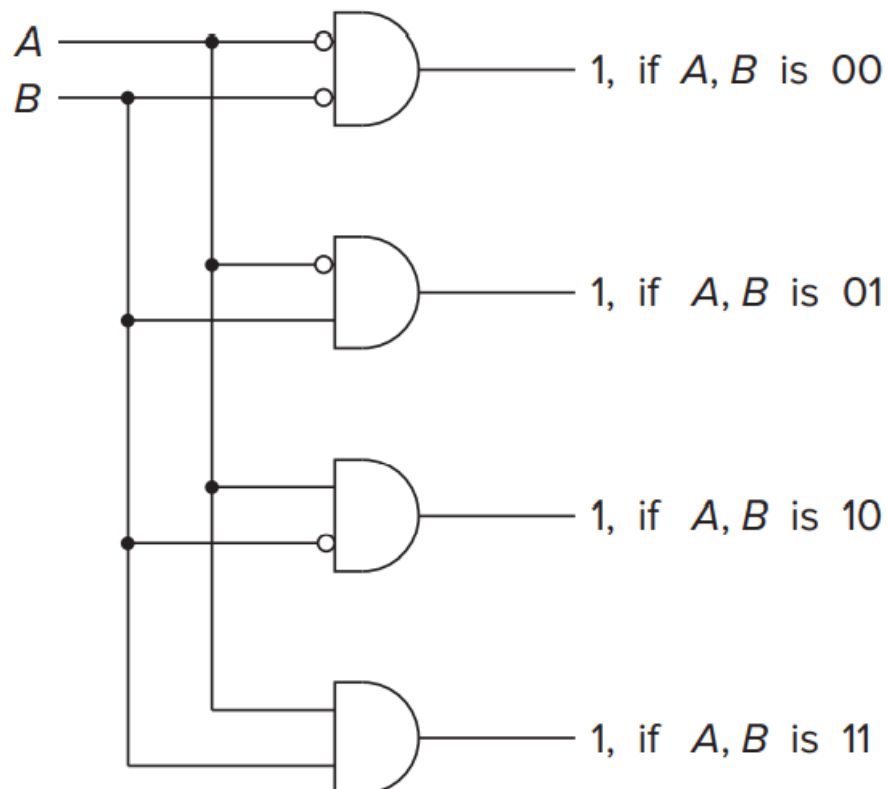 A
B
1, if A, B is 00
1, if A, B is 01
1, if A, B is 10
1, if A, B is 11